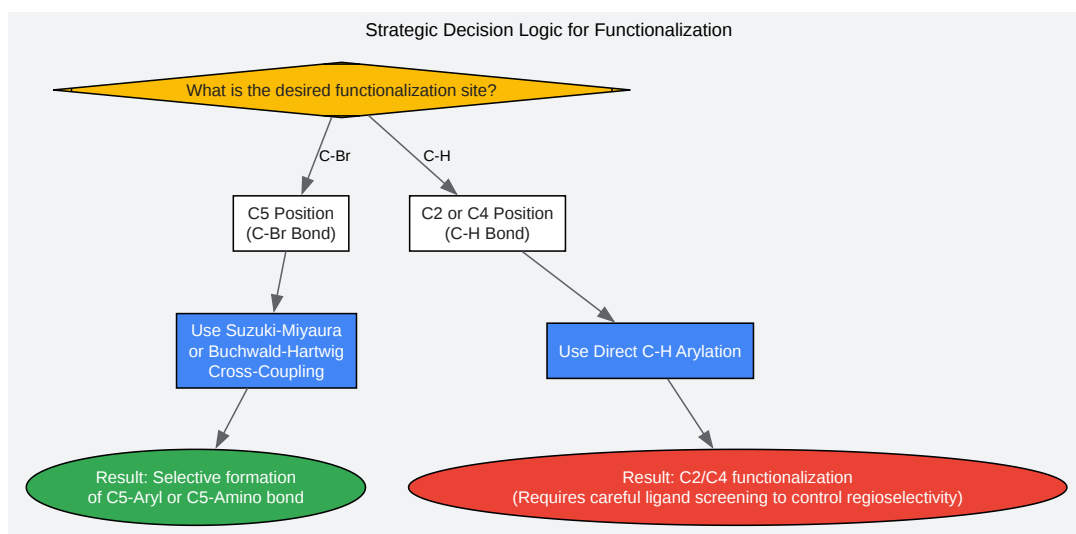 Strategic Decision Logic for Functionalization
What is the desired functionalization site?
C-Br
C-H
C5 Position
(C-Br Bond)
C2 or C4 Position
(C-H Bond)
Use Suzuki-Miyaura
or Buchwald-Hartwig
Cross-Coupling
Use Direct C-H Arylation
Result: Selective formation
of C5-Aryl or C5-Amino bond
Result: C2/C4 functionalization
(Requires careful ligand screening to control regioselectivity)